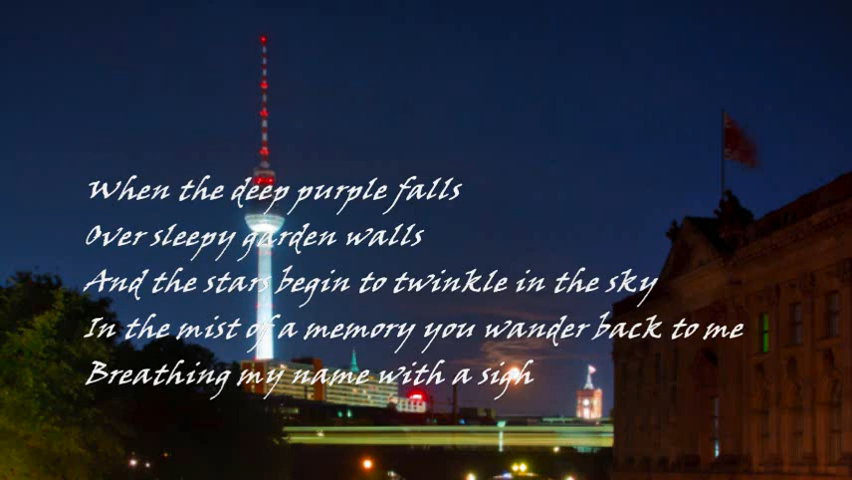 When the deep purple falls
Over sleepy garden walls
And the stars begin to twinkle in the sky
In the mist of a memory you wander back to me
Breathing my name with a sigh